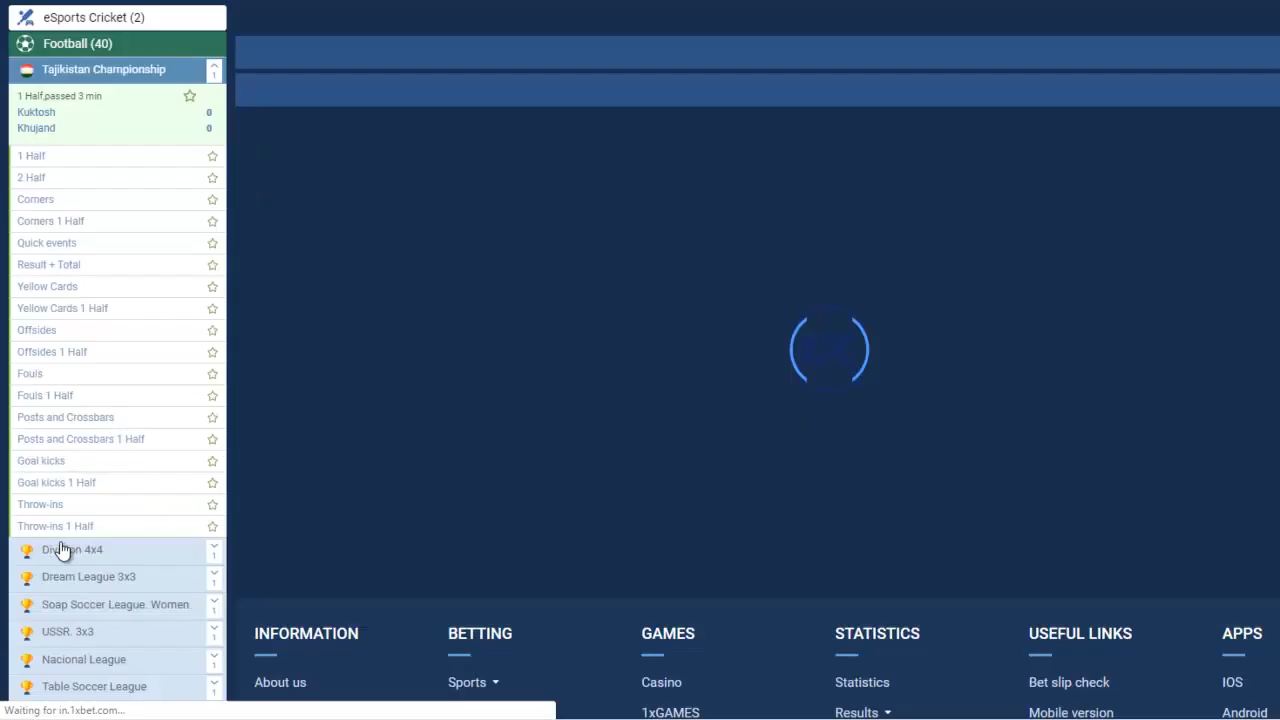 eSports Cricket (2)
Football (40)
Tajikistan Championship
1
1 Half,passed 3 min
Kuktosh 0
Khujand 0
1 Half
2 Half
Corners
Corners 1 Half
Quick events
Result + Total
Yellow Cards
Yellow Cards 1 Half
Offsides
Offsides 1 Half
Fouls
Fouls 1 Half
Posts and Crossbars
Posts and Crossbars 1 Half
Goal kicks
Goal kicks 1 Half
Throw-ins
Throw-ins 1 Half
Division 4x4 1
Dream League 3x3 1
Soap Soccer League. Women 1
USSR. 3x3 1
Nacional League 1
Table Soccer League 1
Waiting for in.1xbet.com...
INFORMATION
About us
BETTING
Sports
GAMES
Casino
1xGAMES
STATISTICS
Statistics
Results
USEFUL LINKS
Bet slip check
Mobile version
APPS
IOS
Android